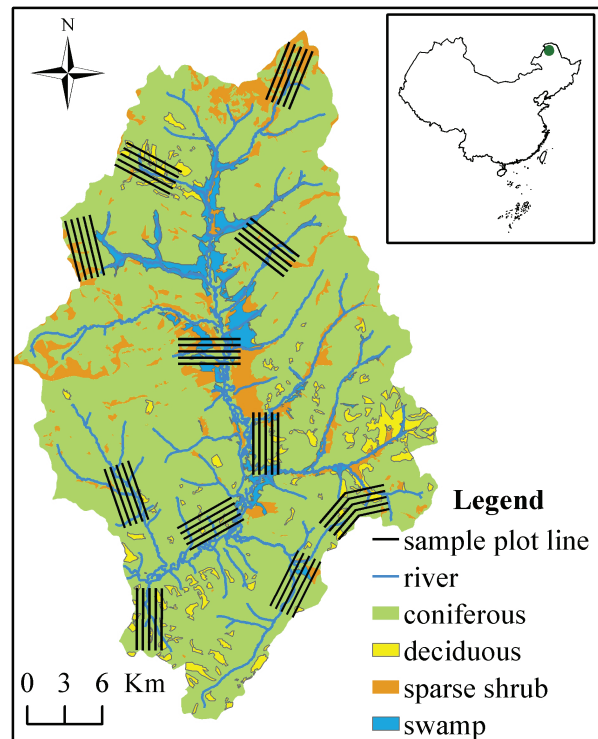 N
Legend
sample plot line
river
coniferous
deciduous
sparse shrub
swamp
0 3 6 Km